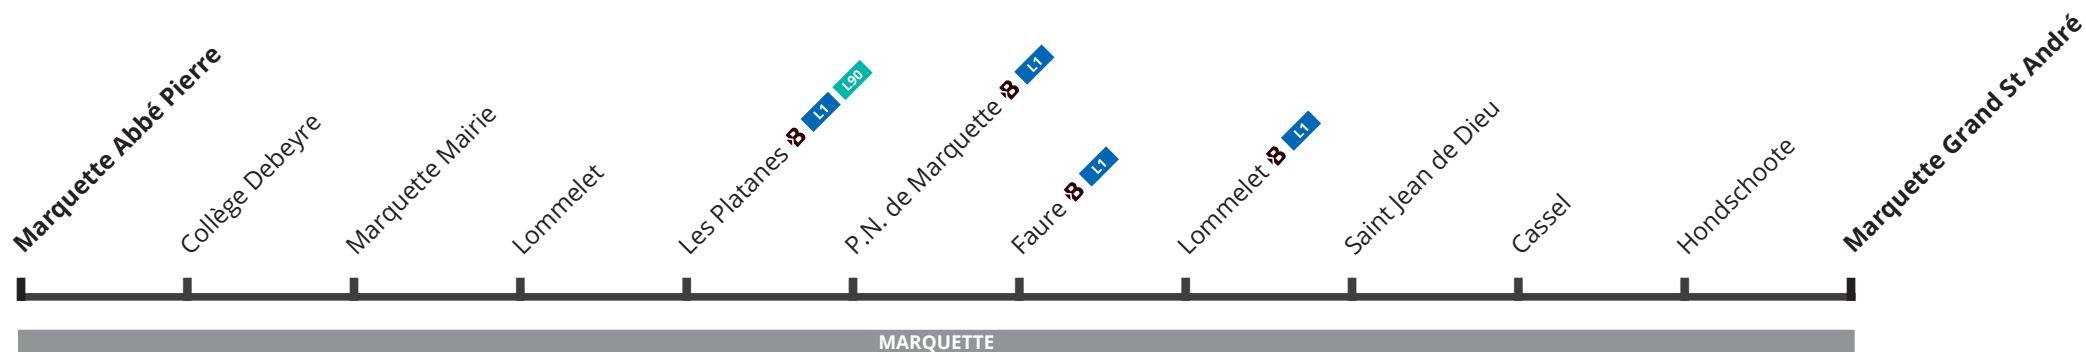 Marquette Abbé Pierre
Collège Debeyre
Marquette Mairie
Lommelet
Les Platanes B L1 L90
P.N. de Marquette B L1
Faure B L1
Lommelet B L1
Saint Jean de Dieu
Cassel
Hondschoote
Marquette Grand St André
MARQUETTE